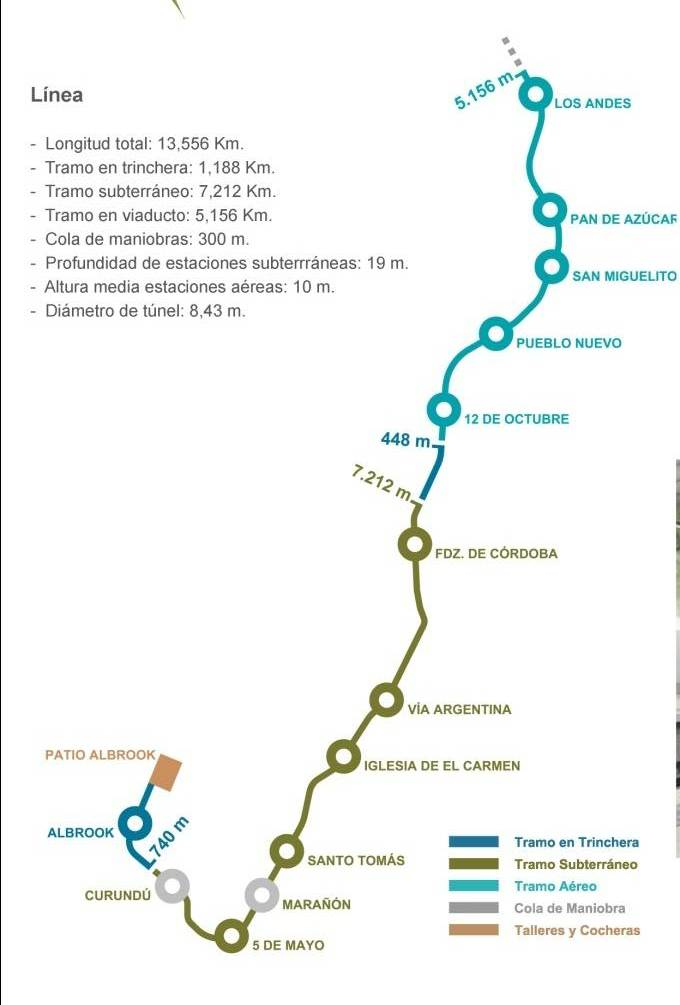 Línea
- Longitud total: 13,556 Km.
- Tramo en trinchera: 1,188 Km.
- Tramo subterráneo: 7,212 Km.
- Tramo en viaducto: 5,156 Km.
- Cola de maniobras: 300 m.
- Profundidad de estaciones subterrráneas: 19 m.
- Altura media estaciones aéreas: 10 m.
- Diámetro de túnel: 8,43 m.
5.156 m
LOS ANDES
PAN DE AZÚCAR
SAN MIGUELITO
PUEBLO NUEVO
12 DE OCTUBRE
448 m
7.212 m
FDZ. DE CÓRDOBA
VÍA ARGENTINA
IGLESIA DE EL CARMEN
PATIO ALBROOK
ALBROOK
740 m
SANTO TOMÁS
CURUNDÚ
MARAÑÓN
5 DE MAYO
Tramo en Trinchera
Tramo Subterráneo
Tramo Aéreo
Cola de Maniobra
Talleres y Cocheras